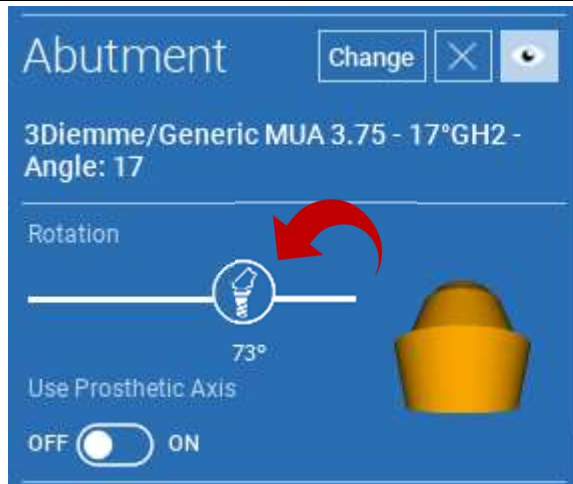 Abutment
Change
3Diemme/Generic MUA 3.75 - 17°GH2 -
Angle: 17
Rotation
73°
Use Prosthetic Axis
OFF ON